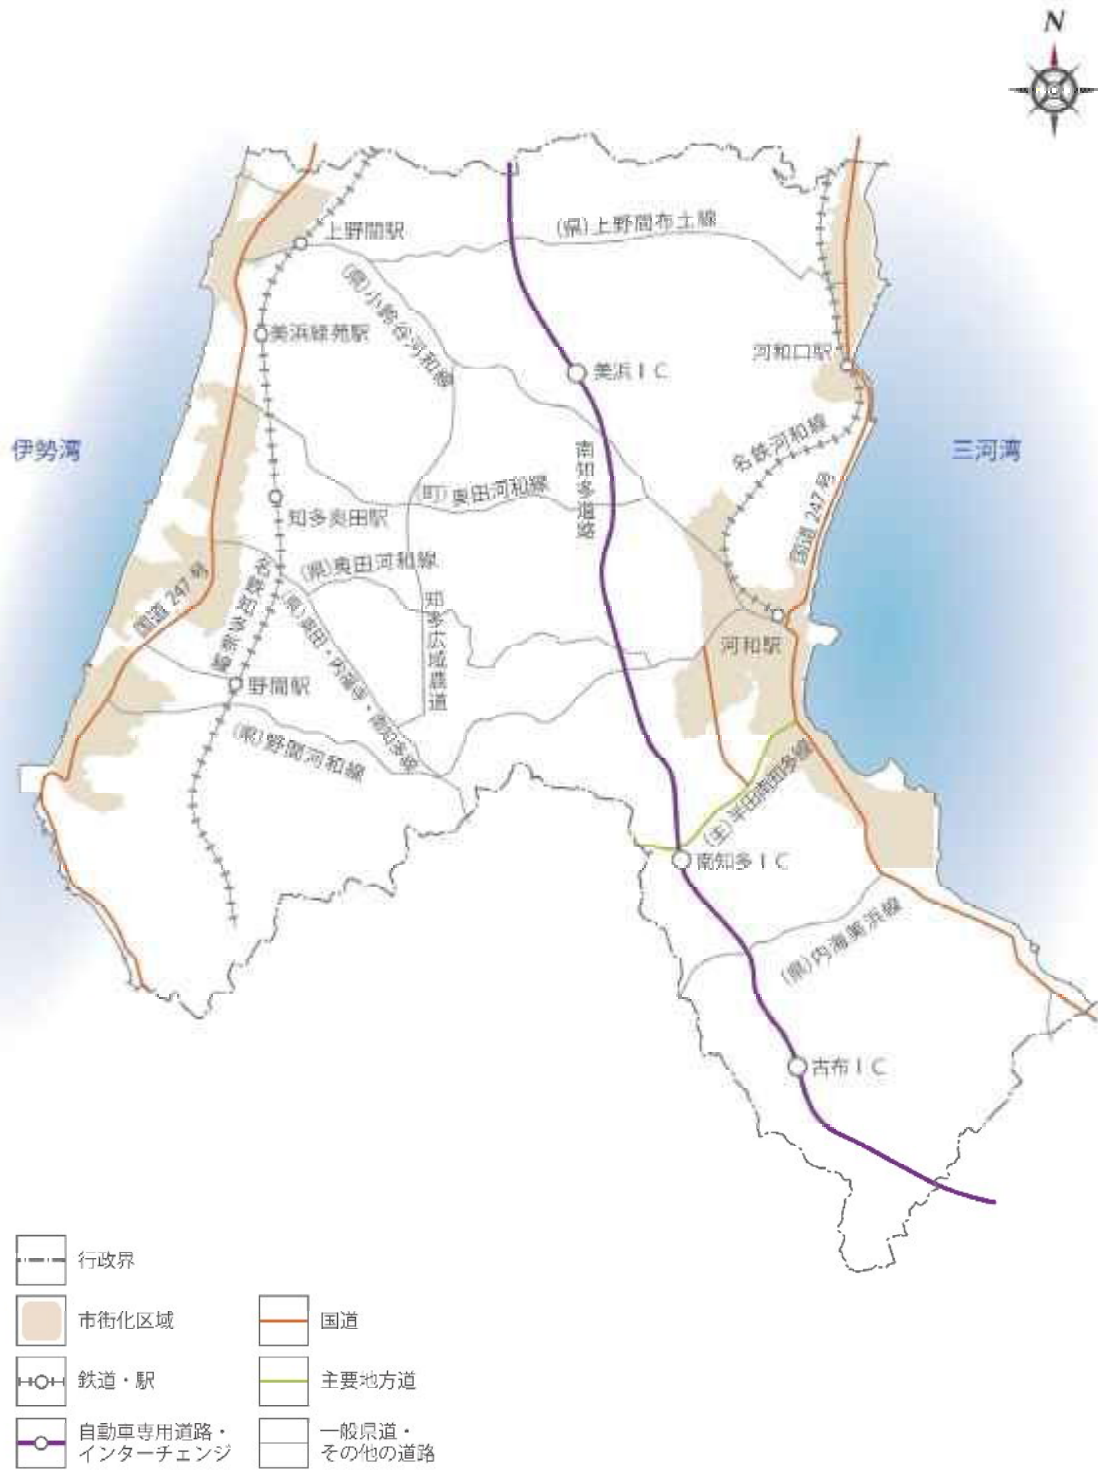 N
上野間駅
(県)上野間布土線
(県)小鈴谷河和線
美浜緑苑駅
河和口駅
美浜IC
伊勢湾
名鉄河和線
三河湾
南知多道路
(町)奥田河和線
国道 247 号
知多奥田駅
(県)奥田河和線
名鉄知多新線
国道 247 号
(県)奥田・内福寺・南知多線
知多広域農道
河和駅
野間駅
(県)野間河和線
(主)半田南知多線
南知多IC
(県)内海美浜線
古布IC
行政界
市街化区域
国道
鉄道・駅
主要地方道
自動車専用道路・
インターチェンジ
一般県道・
その他の道路